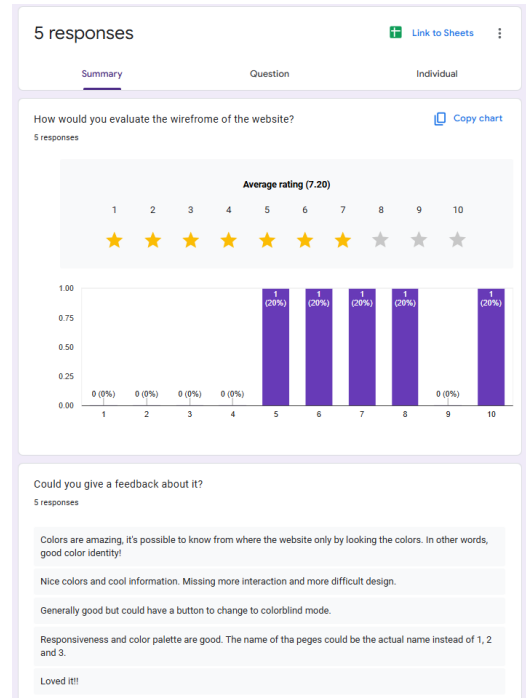 5 responses
Link to Sheets
Summary
Question
Individual
How would you evaluate the wirefrome of the website?
Copy chart
5 responses
Average rating (7.20)
1 2 3 4 5 6 7 8 9 10
1.00
0.75
0.50
0.25
0.00
0 (0%) 0 (0%) 0 (0%) 0 (0%) 1 (20%) 1 (20%) 1 (20%) 1 (20%) 0 (0%) 1 (20%)
1 2 3 4 5 6 7 8 9 10
Could you give a feedback about it?
5 responses
Colors are amazing, it's possible to know from where the website only by looking the colors. In other words,
good color identity!
Nice colors and cool information. Missing more interaction and more difficult design.
Generally good but could have a button to change to colorblind mode.
Responsiveness and color palette are good. The name of tha peges could be the actual name instead of 1, 2
and 3.
Loved it!!